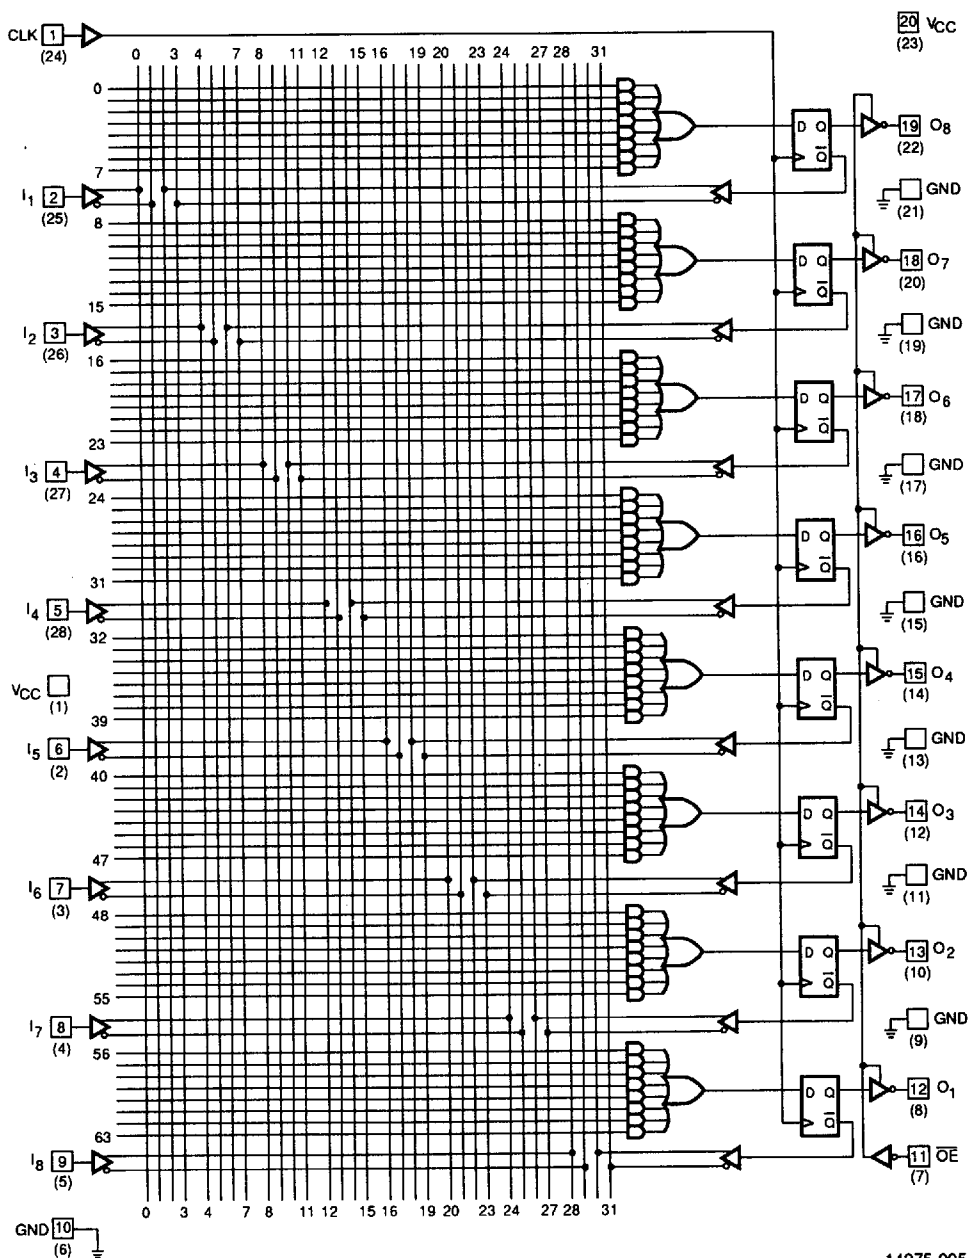 CLK 1 (24)
20 VCC (23)
0 3 4 7 8 11 12 15 16 19 20 23 24 27 28 31
0
D Q Q̅
19 O8 (22)
7
I1 2 (25)
GND (21)
8
D Q Q̅
18 O7 (20)
15
I2 3 (26)
GND (19)
16
D Q Q̅
17 O6 (18)
23
I3 4 (27)
GND (17)
24
D Q Q̅
16 O5 (16)
31
I4 5 (28)
GND (15)
32
D Q Q̅
15 O4 (14)
VCC (1)
39
I5 6 (2)
GND (13)
40
D Q Q̅
14 O3 (12)
47
I6 7 (3)
GND (11)
48
D Q Q̅
13 O2 (10)
55
I7 8 (4)
GND (9)
56
D Q Q̅
12 O1 (8)
63
I8 9 (5)
11 O̅E̅ (7)
0 3 4 7 8 11 12 15 16 19 20 23 24 27 28 31
GND 10 (6)